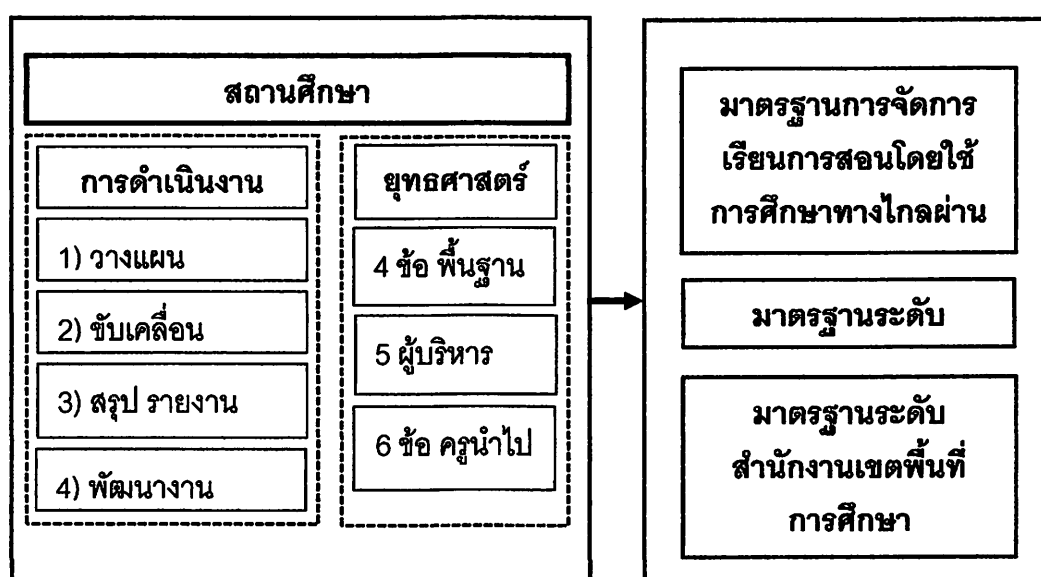 สถานศึกษา
การดำเนินงาน
1) วางแผน
2) ขับเคลื่อน
3) สรุป รายงาน
4) พัฒนางาน
ยุทธศาสตร์
4 ข้อ พื้นฐาน
5 ผู้บริหาร
6 ข้อ ครูนำไป
มาตรฐานการจัดการ
เรียนการสอนโดยใช้
การศึกษาทางไกลผ่าน
มาตรฐานระดับ
มาตรฐานระดับ
สำนักงานเขตพื้นที่
การศึกษา